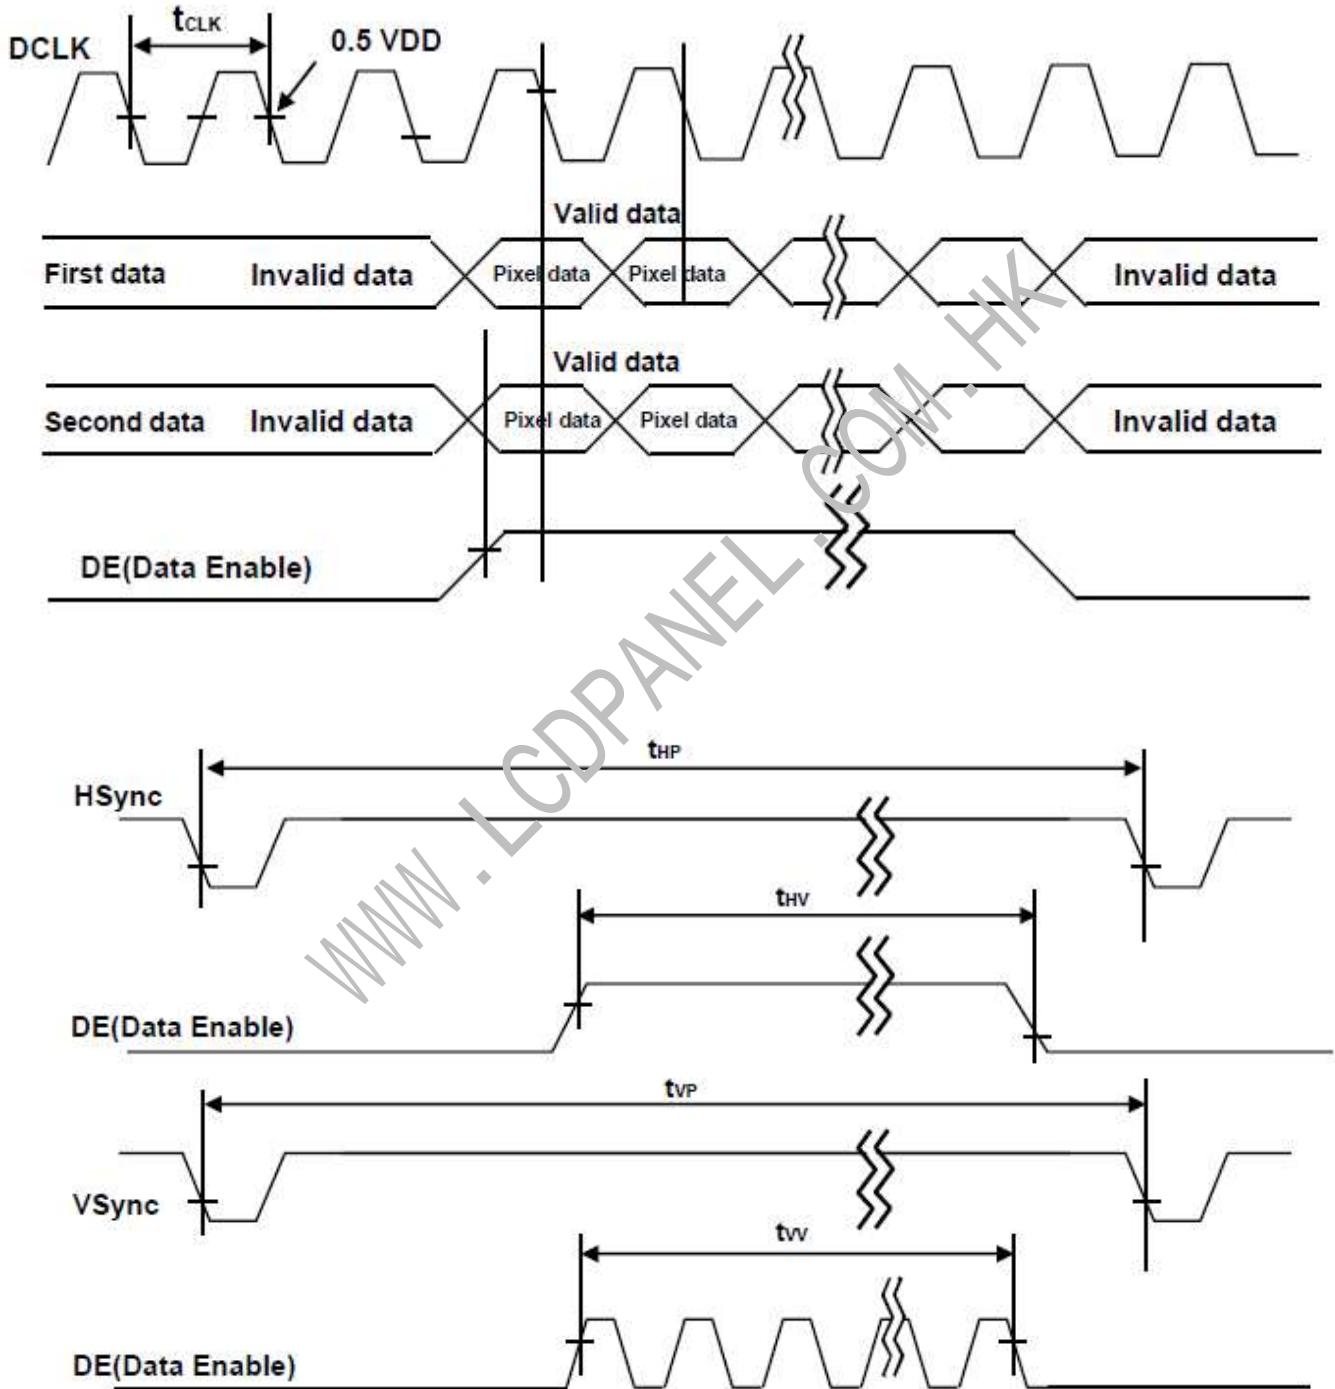 tCLK
DCLK
0.5 VDD
Valid data
First data Invalid data Pixel data Pixel data Invalid data
Valid data
Second data Invalid data Pixel data Pixel data Invalid data
DE(Data Enable)
WWW.LCDPANEL.COM.HK
tHP
HSync
tHV
DE(Data Enable)
tVP
VSync
tVV
DE(Data Enable)